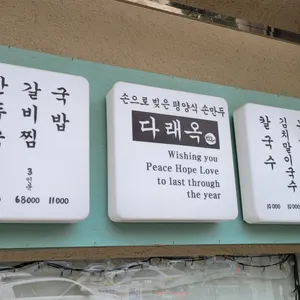 갈비찜
3인분
68000
국밥
11000
손으로 빚은 평양식 손만두
다래옥
Wishing you
Peace Hope Love
to last through
the year
칼국수
10000
김치말이국수
10000